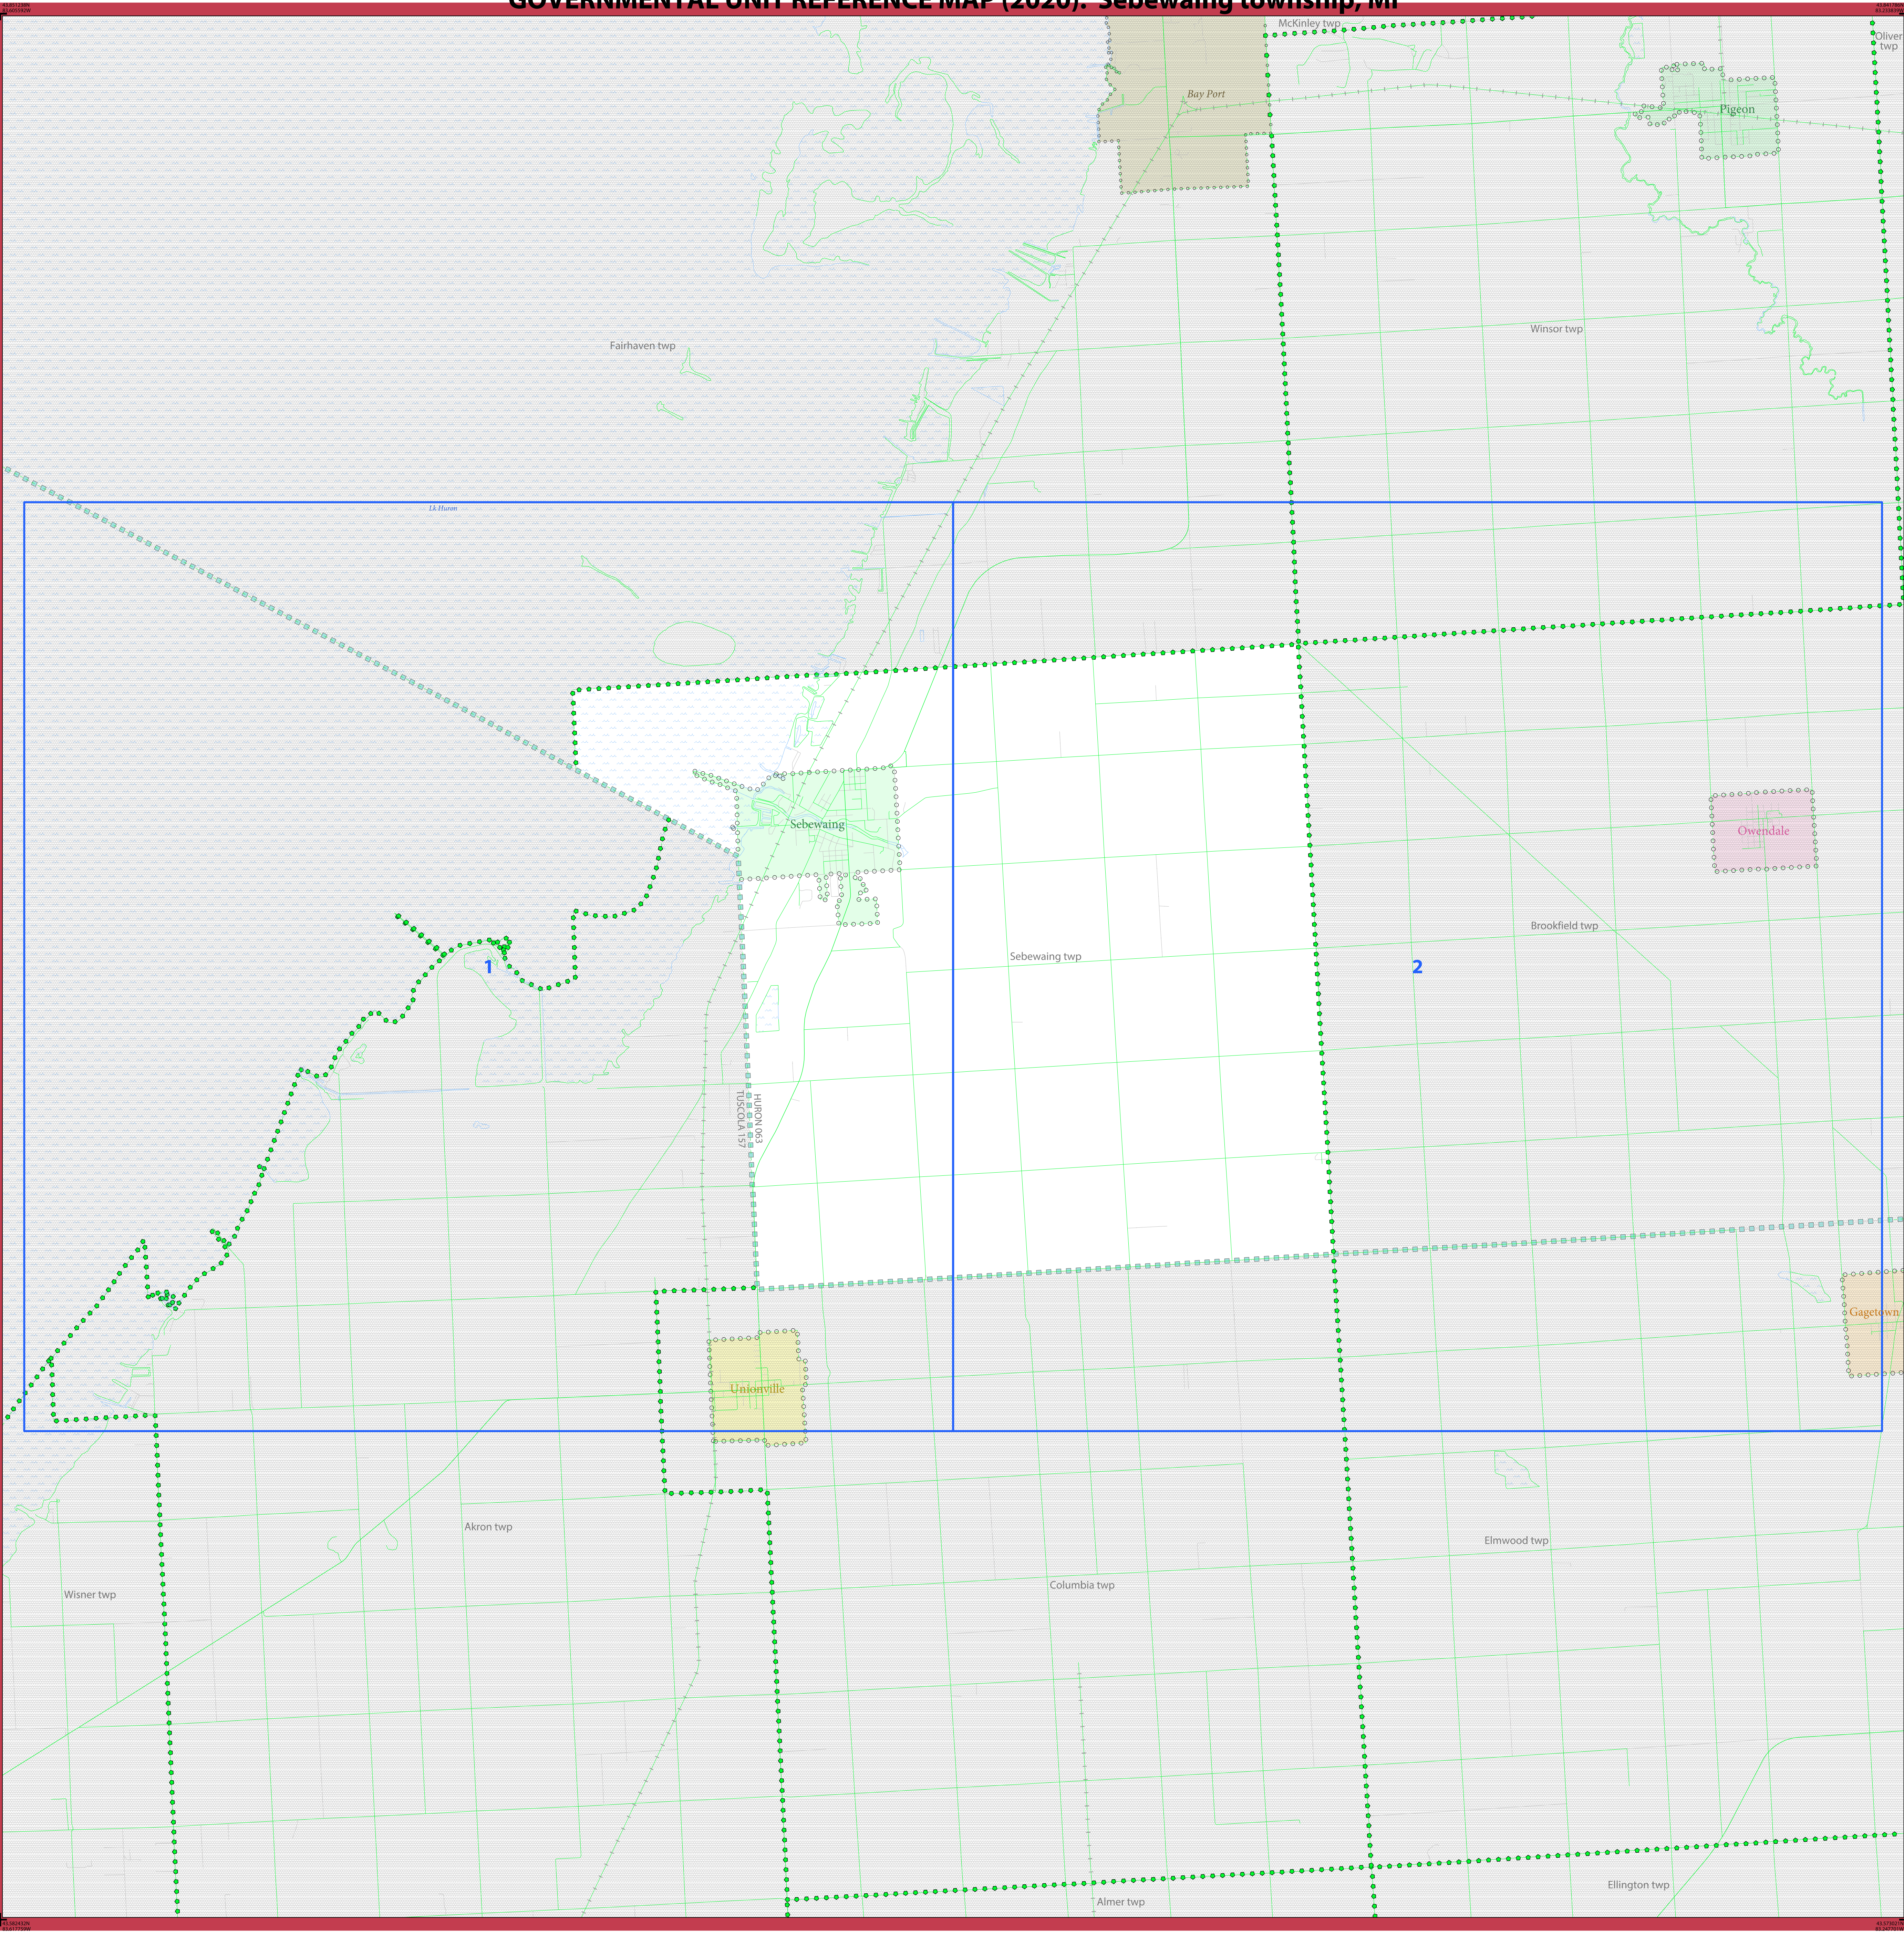 GOVERNMENTAL UNIT REFERENCE MAP (2020): Sebewaing township, MI
McKinley twp
Oliver
twp
Bay Port
Pigeon
Winsor twp
Fairhaven twp
Lk Huron
Sebewaing
Owendale
Brookfield twp
Sebewaing twp
1
2
TUSCOLA 157
HURON 063
Gagetown
Unionville
Akron twp
Elmwood twp
Columbia twp
Wisner twp
Ellington twp
Almer twp